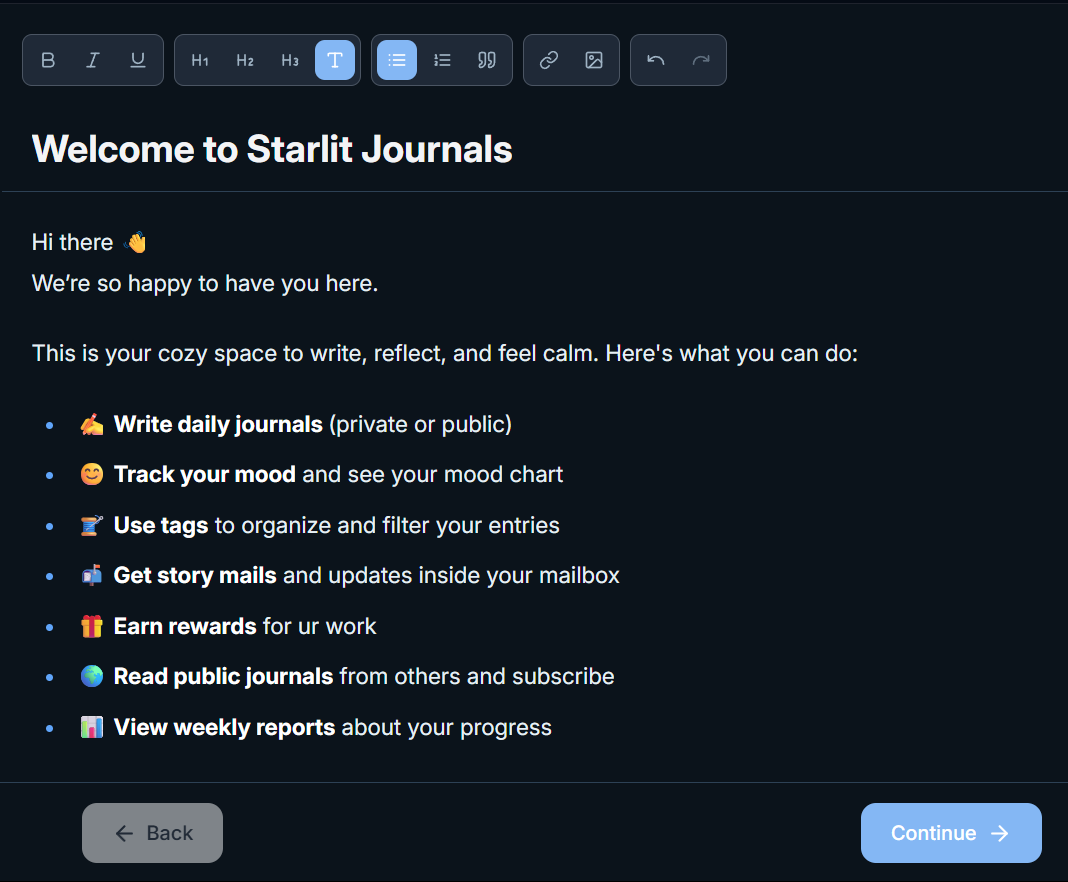 B I U H1 H2 H3 T
Welcome to Starlit Journals
Hi there 👋
We’re so happy to have you here.
This is your cozy space to write, reflect, and feel calm. Here's what you can do:
• ✍️ Write daily journals (private or public)
• 😊 Track your mood and see your mood chart
• 🧵 Use tags to organize and filter your entries
• 📬 Get story mails and updates inside your mailbox
• 🎁 Earn rewards for ur work
• 🌍 Read public journals from others and subscribe
• 📊 View weekly reports about your progress
← Back
Continue →